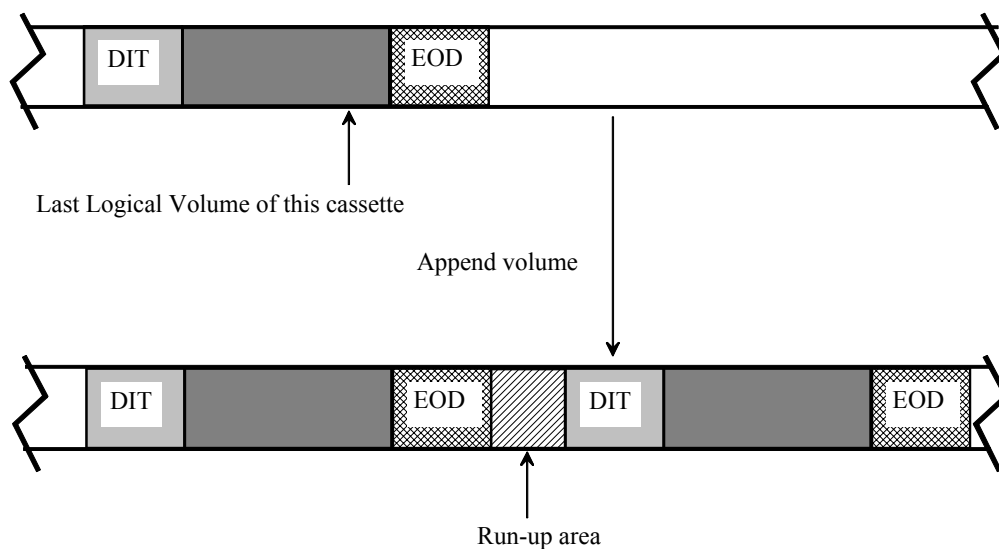 DIT
EOD
Last Logical Volume of this cassette
Append volume
DIT
EOD
DIT
EOD
Run-up area